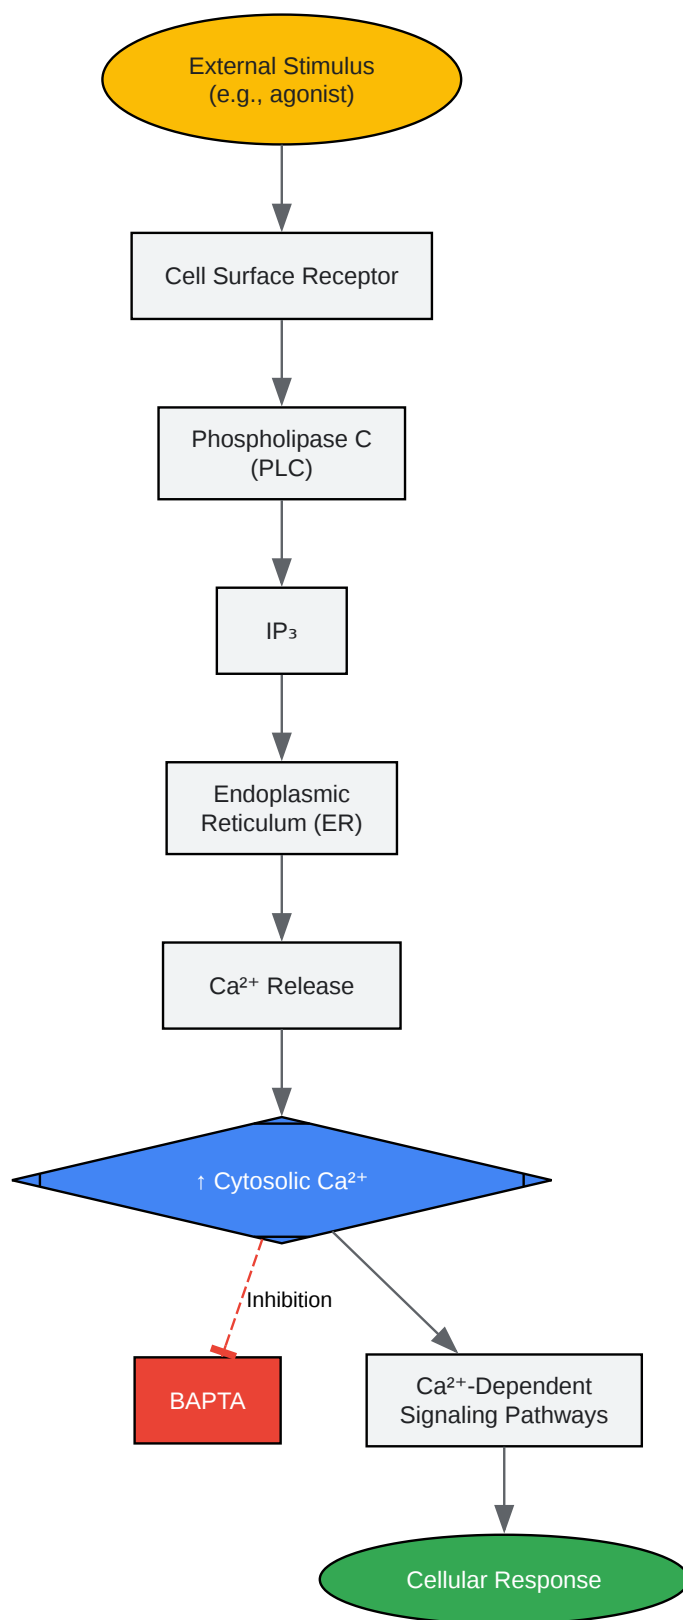 External Stimulus
(e.g., agonist)
Cell Surface Receptor
Phospholipase C
(PLC)
IP₃
Endoplasmic
Reticulum (ER)
Ca²⁺ Release
↑ Cytosolic Ca²⁺
Inhibition
BAPTA
Ca²⁺-Dependent
Signaling Pathways
Cellular Response